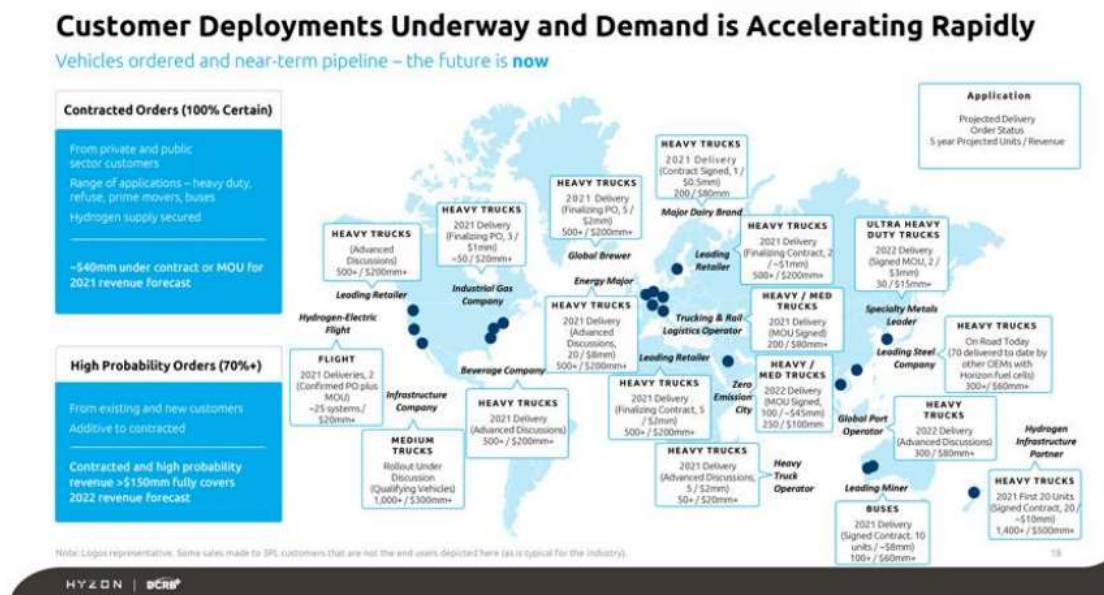 Customer Deployments Underway and Demand is Accelerating Rapidly
Vehicles ordered and near-term pipeline – the future is now
Contracted Orders (100% Certain)
From private and public
sector customers
Range of applications – heavy duty,
refuse, prime movers, buses
Hydrogen supply secured
~$40mm under contract or MOU for
2021 revenue forecast
High Probability Orders (70%+)
From existing and new customers
Additive to contracted
Contracted and high probability
revenue >$150mm fully covers
2022 revenue forecast
Application
Projected Delivery
Order Status
5 year Projected Units / Revenue
HEAVY TRUCKS
(Advanced
Discussions)
500+ / $200mm+
Leading Retailer
Hydrogen-Electric
Flight
FLIGHT
2021 Deliveries, 2
(Confirmed PO plus
MOU)
~25 systems /
$20mm+
HEAVY TRUCKS
2021 Delivery
(Finalizing PO, 3 /
$1mm)
~50 / $20mm+
Industrial Gas
Company
Infrastructure
Company
MEDIUM
TRUCKS
Rollout Under
Discussion
(Qualifying Vehicles)
1,000+ / $300mm+
Beverage Company
HEAVY TRUCKS
2021 Delivery
(Advanced Discussions)
500+ / $200mm+
HEAVY TRUCKS
2021 Delivery
(Finalizing PO, 5 /
$2mm)
500+ / $200mm+
Global Brewer
Energy Major
HEAVY TRUCKS
2021 Delivery
(Advanced
Discussions,
20 / $8mm)
500+ / $200mm+
HEAVY TRUCKS
2021 Delivery
(Contract Signed, 1 /
$0.5mm)
200 / $80mm
Major Dairy Brand
Leading
Retailer
HEAVY TRUCKS
2021 Delivery
(Finalizing Contract, 2
/ ~$1mm)
500+ / $200mm+
Trucking & Rail
Logistics Operator
HEAVY / MED
TRUCKS
2021 Delivery
(MOU Signed)
200 / $80mm+
Leading Retailer
HEAVY TRUCKS
2021 Delivery
(Finalizing Contract, 5
/ $2mm)
500+ / $200mm+
Zero
Emission
City
HEAVY /
MED TRUCKS
2022 Delivery
(MOU Signed,
100 / ~$45mm)
250 / $100mm
HEAVY TRUCKS
2021 Delivery
(Advanced Discussions,
5 / $2mm)
50+ / $20mm+
Heavy
Truck
Operator
ULTRA HEAVY
DUTY TRUCKS
2022 Delivery
(Signed MOU, 2 /
$3mm)
30 / $15mm+
Specialty Metals
Leader
Leading Steel
Company
HEAVY TRUCKS
On Road Today
(70 delivered to date by
other OEMs with
Horizon fuel cells)
300+ / $60mm+
Global Port
Operator
HEAVY
TRUCKS
2022 Delivery
(Advanced Discussions)
300 / $80mm+
Leading Miner
BUSES
2021 Delivery
(Signed Contract, 10
units / ~$8mm)
100+ / $60mm+
Hydrogen
Infrastructure
Partner
HEAVY TRUCKS
2021 First 20 Units
(Signed Contract, 20 /
~$10mm)
1,400+ / $500mm+
Note: Logos representative. Some sales made to 3PL customers that are not the end users depicted here (as is typical for the industry).
18
HYZON | DCRB